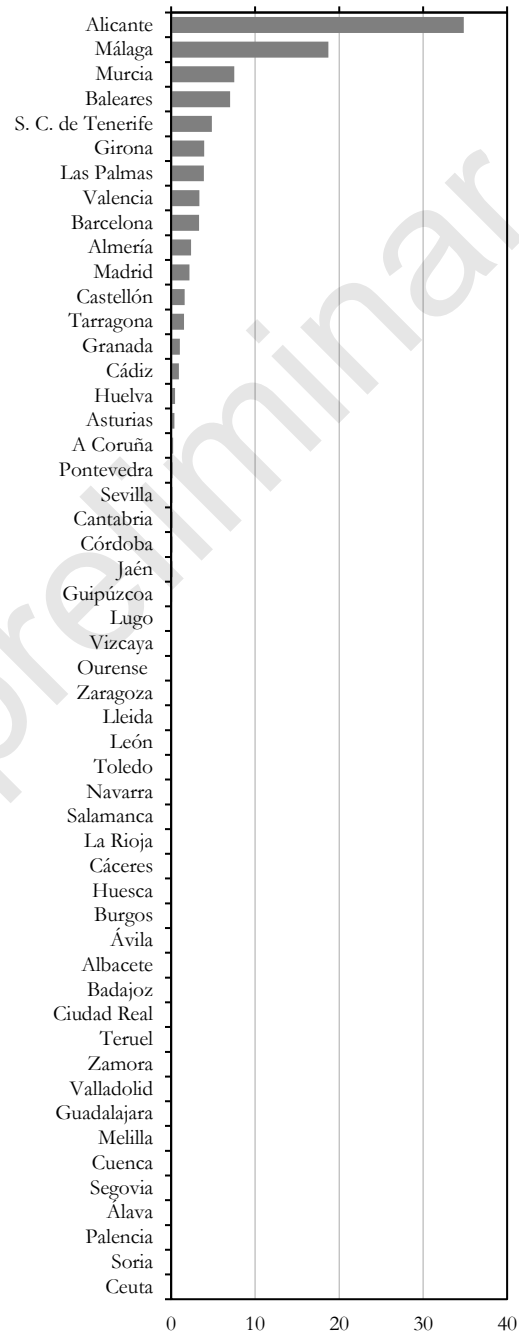 Alicante
Málaga
Murcia
Baleares
S. C. de Tenerife
Girona
Las Palmas
Valencia
Barcelona
Almería
Madrid
Castellón
Tarragona
Granada
Cádiz
Huelva
Asturias
A Coruña
Pontevedra
Sevilla
Cantabria
Córdoba
Jaén
Guipúzcoa
Lugo
Vizcaya
Ourense
Zaragoza
Lleida
León
Toledo
Navarra
Salamanca
La Rioja
Cáceres
Huesca
Burgos
Ávila
Albacete
Badajoz
Ciudad Real
Teruel
Zamora
Valladolid
Guadalajara
Melilla
Cuenca
Segovia
Álava
Palencia
Soria
Ceuta
0 10 20 30 40
preliminar